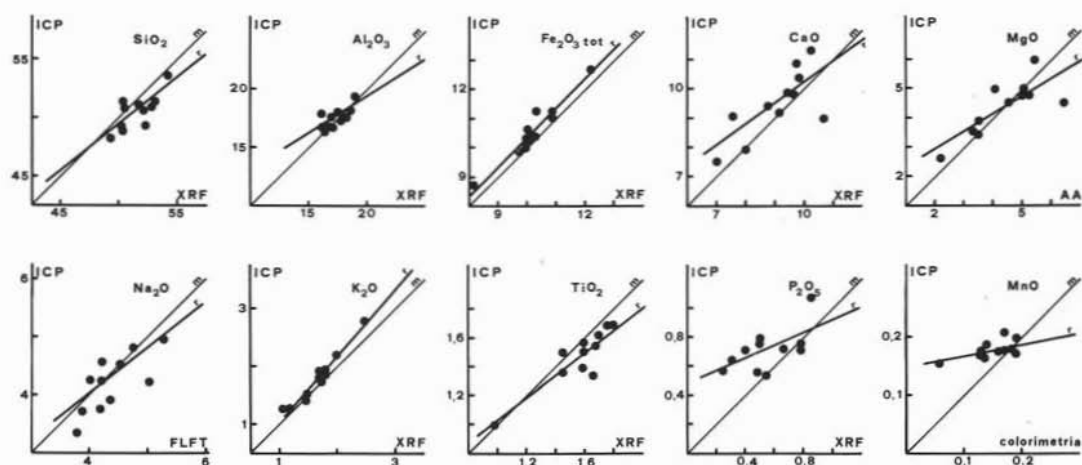 ICP
SiO₂
m
r
55
45
XRF
45 55
ICP
Al₂O₃
m
r
20
15
XRF
15 20
ICP
Fe₂O₃ tot
m
r
12
9
XRF
9 12
ICP
CaO
m
r
10
7
XRF
7 10
ICP
MgO
m
r
5
2
AA
2 5
ICP
6
Na₂O
m
r
4
FLFT
4 6
ICP
K₂O
r
m
3
1
XRF
1 3
ICP
TiO₂
m
r
1,6
1,2
XRF
1.2 1.6
ICP
P₂O₅
m
r
0,8
0,4
XRF
0.4 0.8
ICP
MnO
m
r
0,2
0,1
colorimetria
0.1 0.2